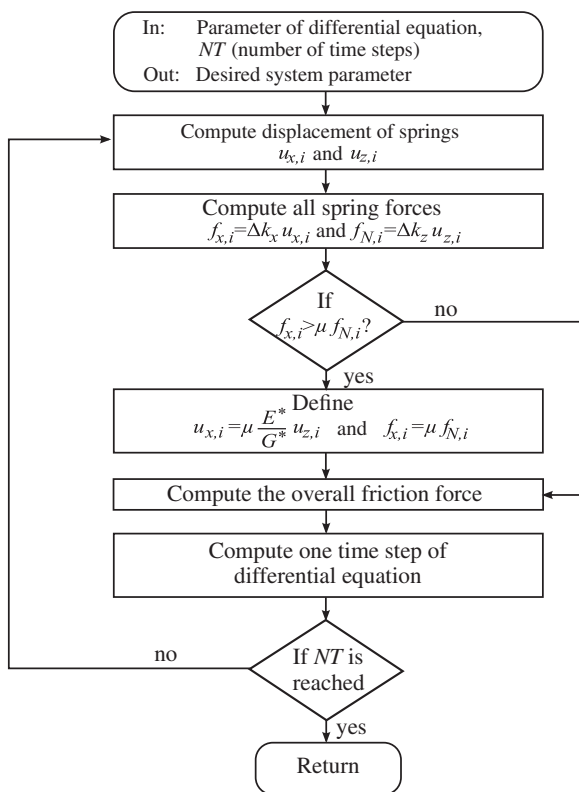 In: Parameter of differential equation,
NT (number of time steps)
Out: Desired system parameter
Compute displacement of springs
u_{x,i} and u_{z,i}
Compute all spring forces
f_{x,i}=Δk_x u_{x,i} and f_{N,i}=Δk_z u_{z,i}
If
f_{x,i}>μ f_{N,i}?
no
yes
Define
u_{x,i}=μ E*/G* u_{z,i} and f_{x,i}=μ f_{N,i}
Compute the overall friction force
Compute one time step of
differential equation
no
If NT is
reached
yes
Return